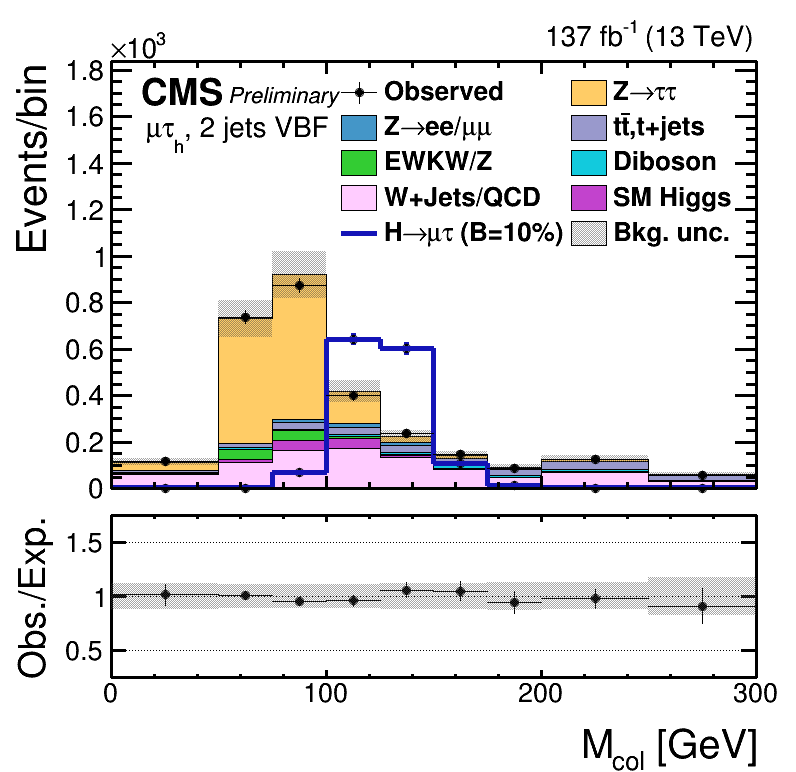 ×10³ 137 fb⁻¹ (13 TeV)
CMS Preliminary
μτₕ, 2 jets VBF
Observed
Z→ττ
Z→ee/μμ
tt̄,t+jets
EWKW/Z
Diboson
W+Jets/QCD
SM Higgs
H→μτ (B=10%)
Bkg. unc.
Events/bin
1.8
1.6
1.4
1.2
1
0.8
0.6
0.4
0.2
0
Obs./Exp.
1.5
1
0.5
0 100 200 300
M_col [GeV]